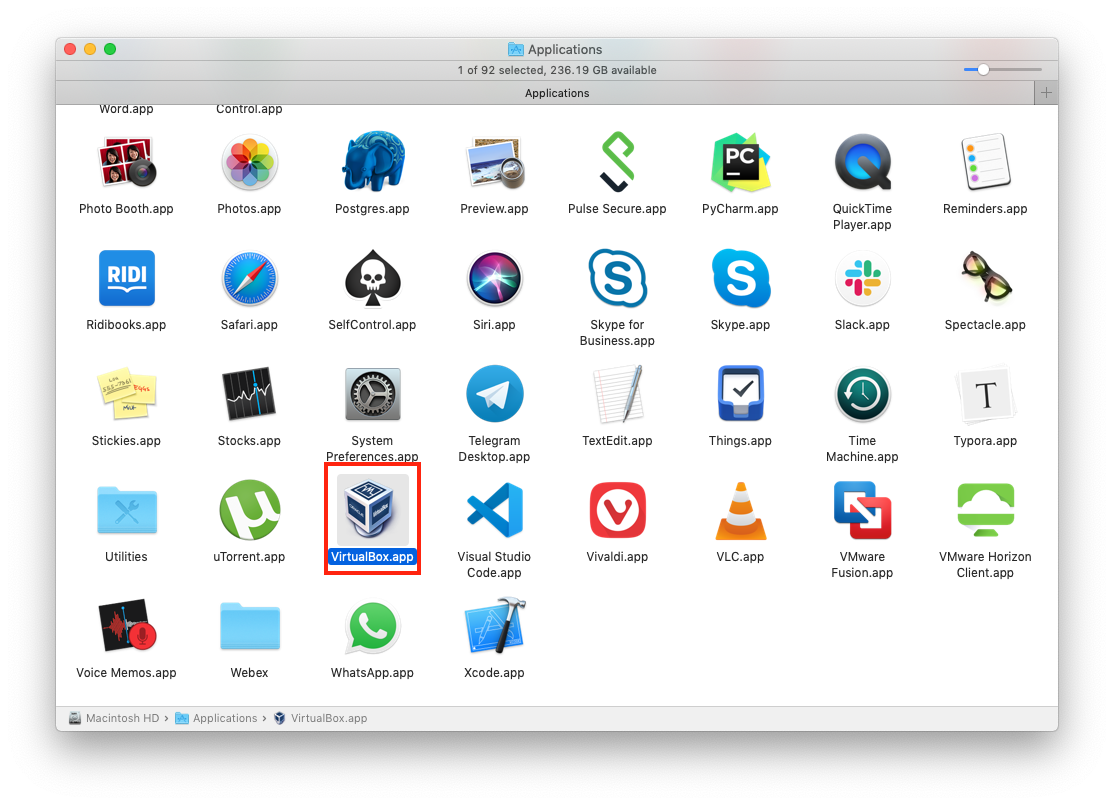 Applications
1 of 92 selected, 236.19 GB available
Applications
Word.app Control.app
Photo Booth.app Photos.app Postgres.app Preview.app Pulse Secure.app PyCharm.app QuickTime Player.app Reminders.app
PC
RIDI
Ridibooks.app Safari.app SelfControl.app Siri.app Skype for Business.app Skype.app Slack.app Spectacle.app
Stickies.app Stocks.app System Preferences.app Telegram Desktop.app TextEdit.app Things.app Time Machine.app Typora.app
Utilities uTorrent.app VirtualBox.app Visual Studio Code.app Vivaldi.app VLC.app VMware Fusion.app VMware Horizon Client.app
Voice Memos.app Webex WhatsApp.app Xcode.app
Macintosh HD › Applications › VirtualBox.app